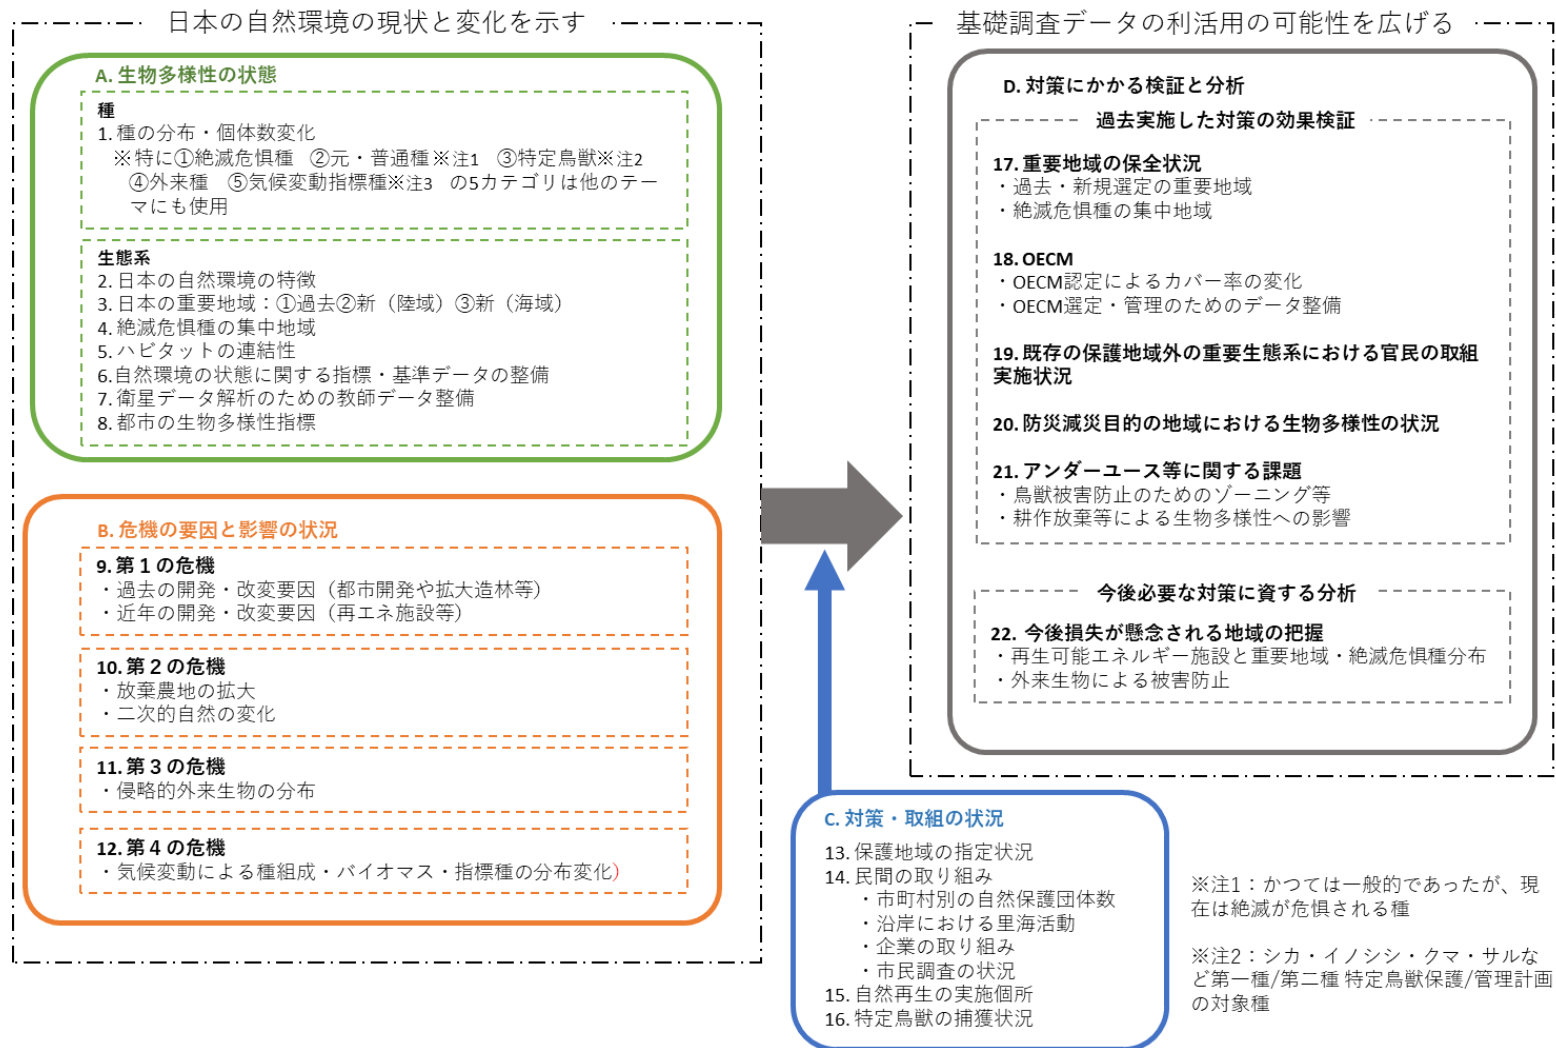 日本の自然環境の現状と変化を示す
A. 生物多様性の状態
種
1. 種の分布・個体数変化
※特に①絶滅危惧種　②元・普通種※注1　③特定鳥獣※注2
④外来種　⑤気候変動指標種※注3　の5カテゴリは他のテー
マにも使用
生態系
2. 日本の自然環境の特徴
3. 日本の重要地域：①過去②新（陸域）③新（海域）
4. 絶滅危惧種の集中地域
5. ハビタットの連結性
6. 自然環境の状態に関する指標・基準データの整備
7. 衛星データ解析のための教師データ整備
8. 都市の生物多様性指標
B. 危機の要因と影響の状況
9. 第１の危機
・過去の開発・改変要因（都市開発や拡大造林等）
・近年の開発・改変要因（再エネ施設等）
10. 第２の危機
・放棄農地の拡大
・二次的自然の変化
11. 第３の危機
・侵略的外来生物の分布
12. 第４の危機
・気候変動による種組成・バイオマス・指標種の分布変化）
基礎調査データの利活用の可能性を広げる
D. 対策にかかる検証と分析
過去実施した対策の効果検証
17. 重要地域の保全状況
・過去・新規選定の重要地域
・絶滅危惧種の集中地域
18. OECM
・OECM認定によるカバー率の変化
・OECM選定・管理のためのデータ整備
19. 既存の保護地域外の重要生態系における官民の取組
実施状況
20. 防災減災目的の地域における生物多様性の状況
21. アンダーユース等に関する課題
・鳥獣被害防止のためのゾーニング等
・耕作放棄等による生物多様性への影響
今後必要な対策に資する分析
22. 今後損失が懸念される地域の把握
・再生可能エネルギー施設と重要地域・絶滅危惧種分布
・外来生物による被害防止
C. 対策・取組の状況
13. 保護地域の指定状況
14. 民間の取り組み
・市町村別の自然保護団体数
・沿岸における里海活動
・企業の取り組み
・市民調査の状況
15. 自然再生の実施個所
16. 特定鳥獣の捕獲状況
※注1：かつては一般的であったが、現
在は絶滅が危惧される種
※注2：シカ・イノシシ・クマ・サルな
ど第一種/第二種 特定鳥獣保護/管理計画
の対象種